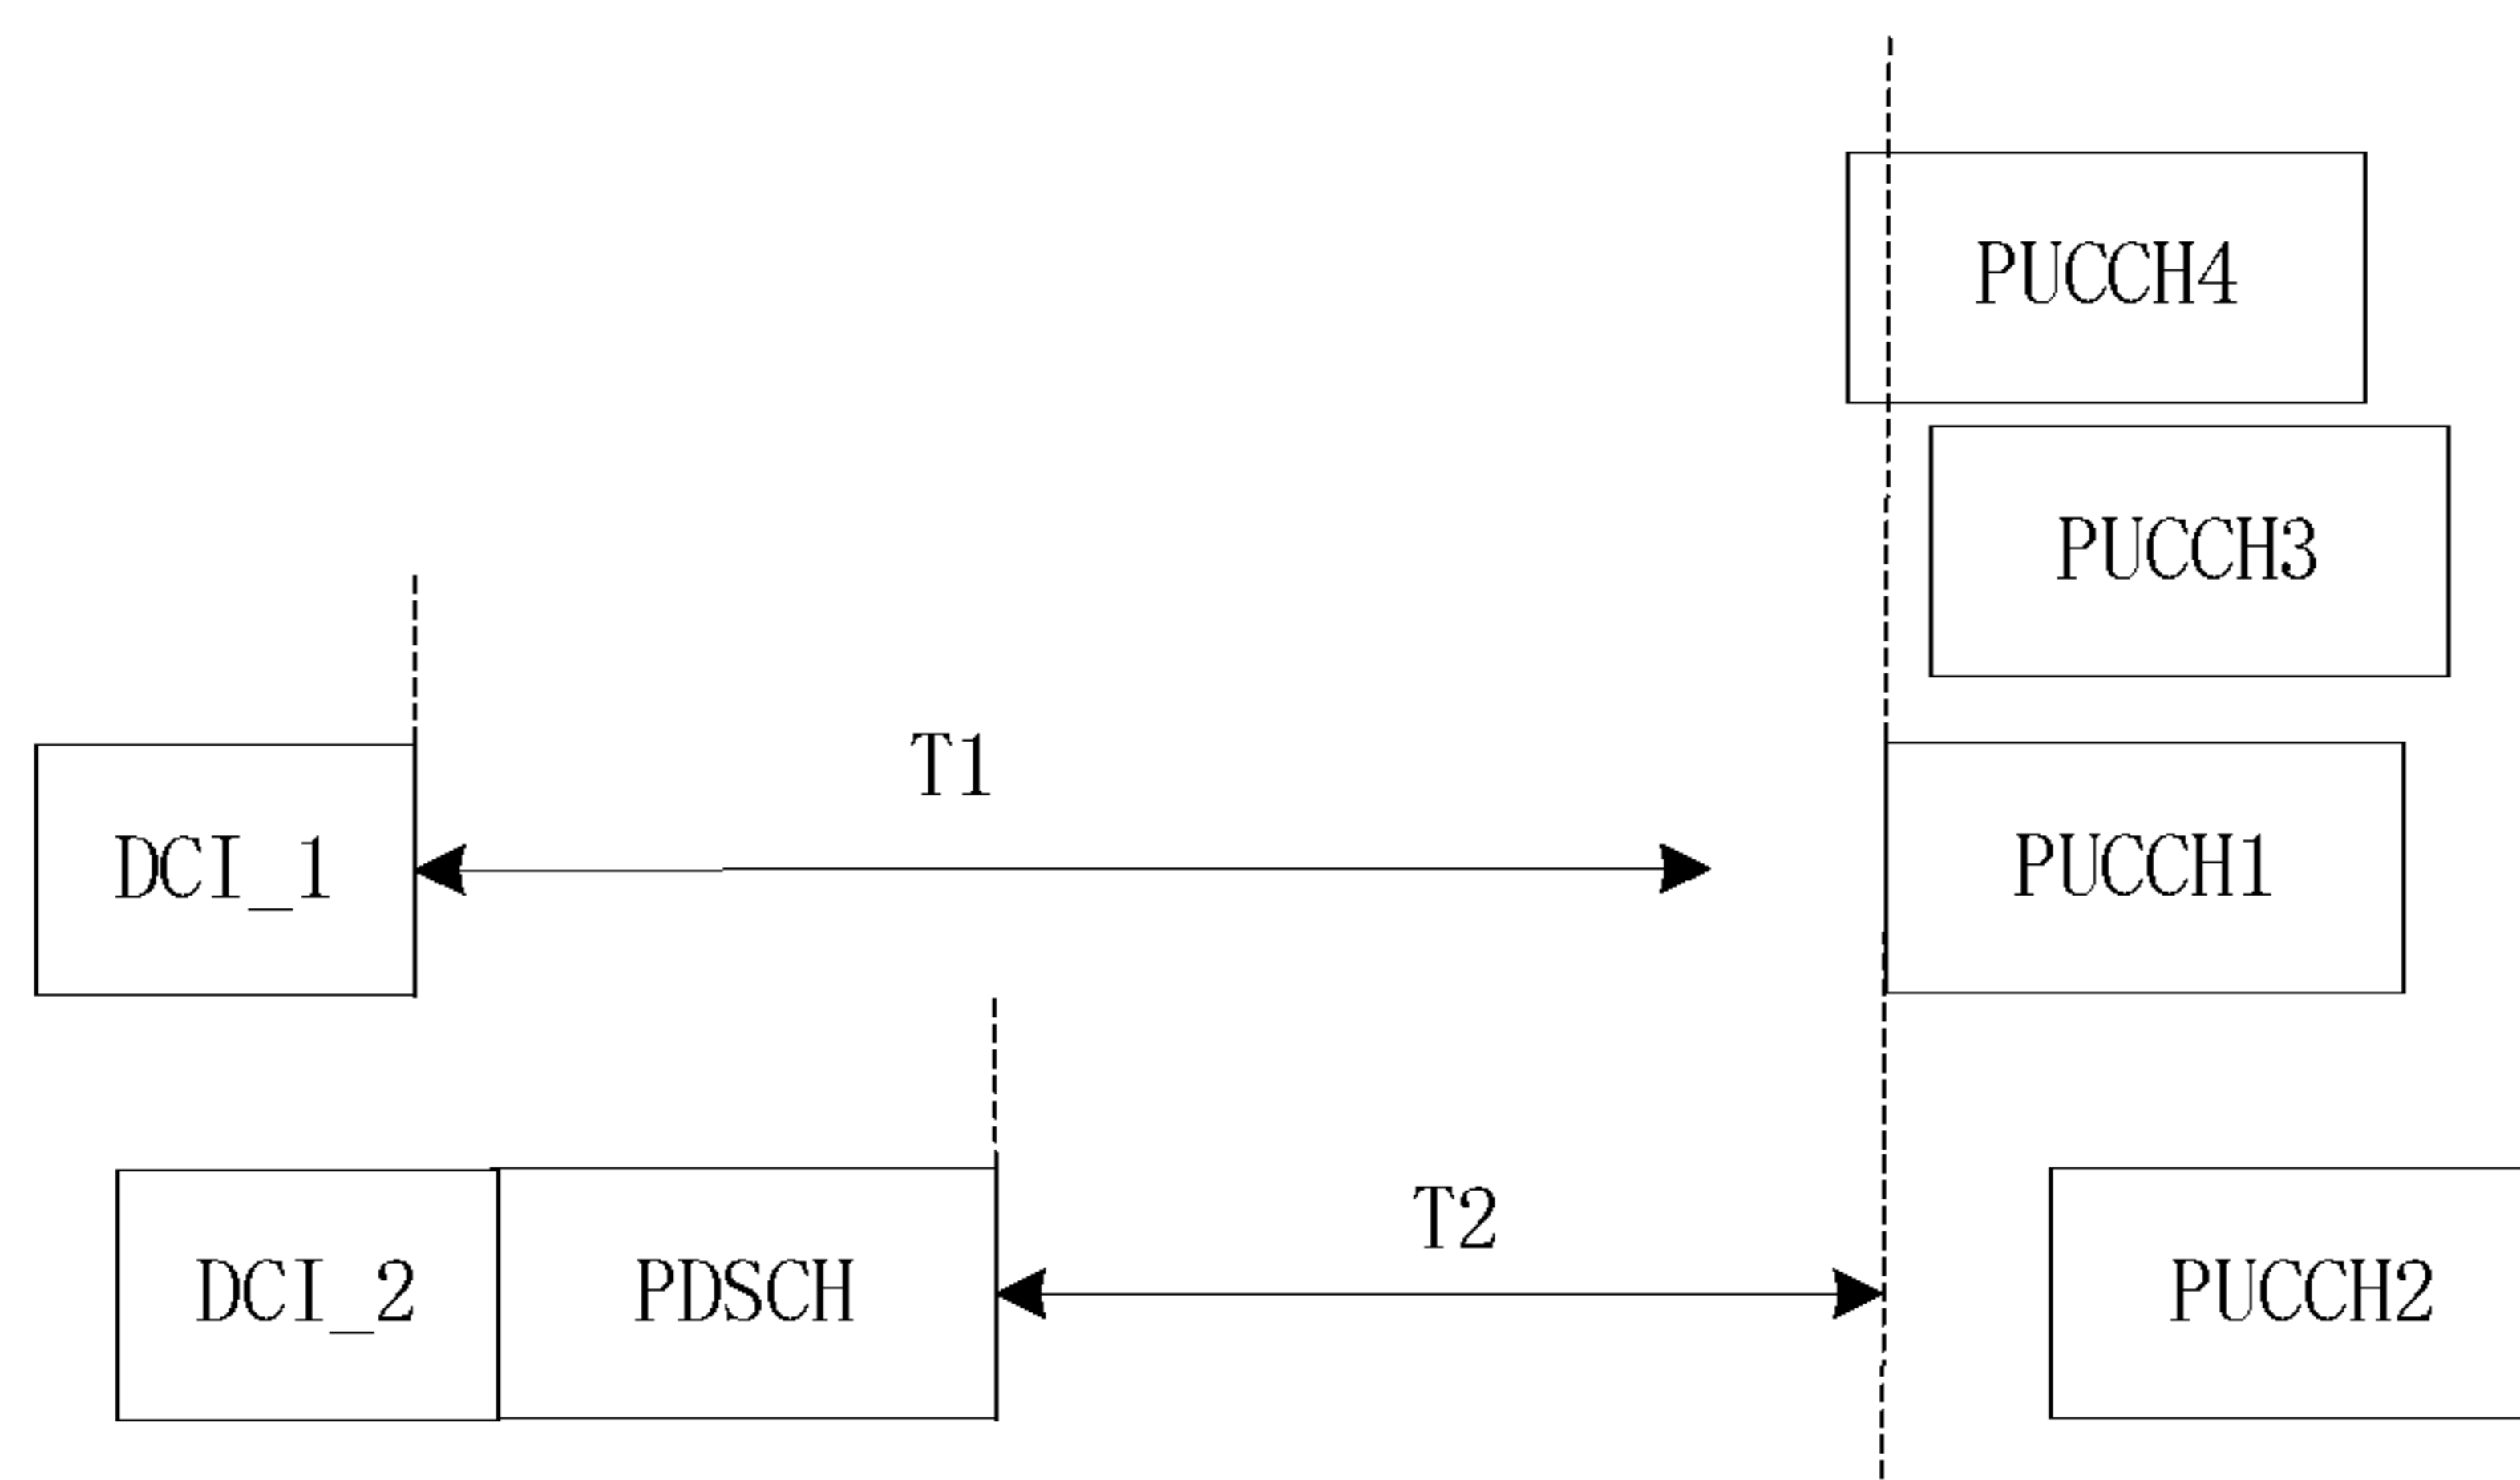 PUCCH4
PUCCH3
T1
DCI_1
PUCCH1
T2
DCI_2
PDSCH
PUCCH2